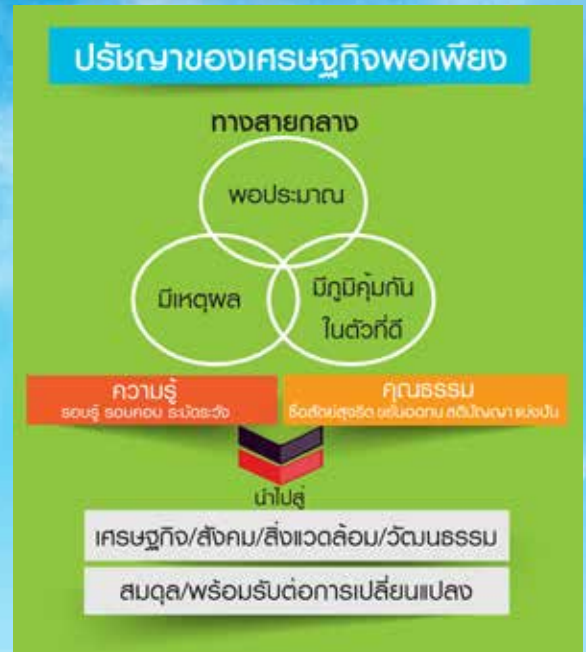 ปรัชญาของเศรษฐกิจพอเพียง
ทางสายกลาง
พอประมาณ
มีเหตุผล
มีภูมิคุ้มกัน
ในตัวที่ดี
ความรู้
รอบรู้ รอบคอบ ระมัดระวัง
คุณธรรม
ซื่อสัตย์สุจริต ขยันอดทน สติปัญญา แบ่งปัน
นำไปสู่
เศรษฐกิจ/สังคม/สิ่งแวดล้อม/วัฒนธรรม
สมดุล/พร้อมรับต่อการเปลี่ยนแปลง